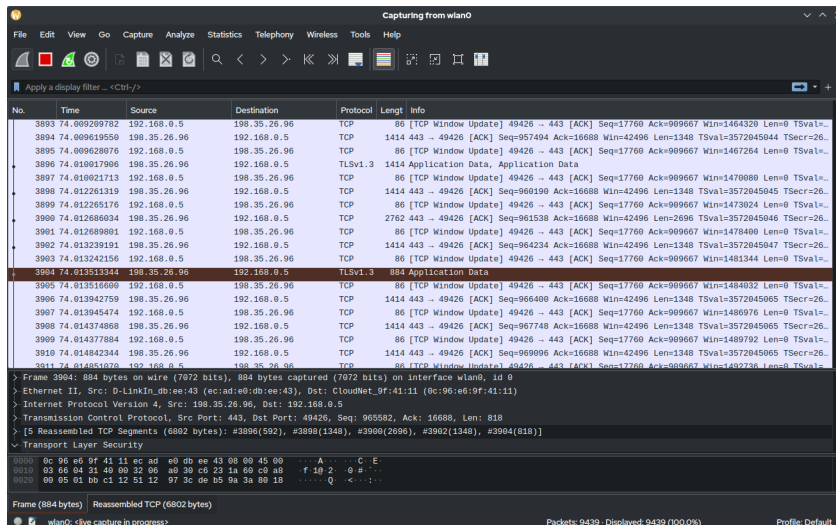 Capturing from wlan0
File Edit View Go Capture Analyze Statistics Telephony Wireless Tools Help
Apply a display filter ... <Ctrl-/>
No. Time Source Destination Protocol Lengt Info
3893 74.009209782 192.168.0.5 198.35.26.96 TCP 86 [TCP Window Update] 49426 → 443 [ACK] Seq=17760 Ack=909667 Win=1464320 Len=0 TSval=…
3894 74.009619550 198.35.26.96 192.168.0.5 TCP 1414 443 → 49426 [ACK] Seq=957494 Ack=16688 Win=42496 Len=1348 TSval=3572045044 TSecr=26…
3895 74.009628076 192.168.0.5 198.35.26.96 TCP 86 [TCP Window Update] 49426 → 443 [ACK] Seq=17760 Ack=909667 Win=1467264 Len=0 TSval=…
3896 74.010017906 198.35.26.96 192.168.0.5 TLSv1.3 1414 Application Data, Application Data
3897 74.010021713 192.168.0.5 198.35.26.96 TCP 86 [TCP Window Update] 49426 → 443 [ACK] Seq=17760 Ack=909667 Win=1470080 Len=0 TSval=…
3898 74.012261319 198.35.26.96 192.168.0.5 TCP 1414 443 → 49426 [ACK] Seq=960190 Ack=16688 Win=42496 Len=1348 TSval=3572045045 TSecr=26…
3899 74.012265176 192.168.0.5 198.35.26.96 TCP 86 [TCP Window Update] 49426 → 443 [ACK] Seq=17760 Ack=909667 Win=1473024 Len=0 TSval=…
3900 74.012686034 198.35.26.96 192.168.0.5 TCP 2762 443 → 49426 [ACK] Seq=961538 Ack=16688 Win=42496 Len=2696 TSval=3572045046 TSecr=26…
3901 74.012689801 192.168.0.5 198.35.26.96 TCP 86 [TCP Window Update] 49426 → 443 [ACK] Seq=17760 Ack=909667 Win=1478400 Len=0 TSval=…
3902 74.013239191 198.35.26.96 192.168.0.5 TCP 1414 443 → 49426 [ACK] Seq=964234 Ack=16688 Win=42496 Len=1348 TSval=3572045047 TSecr=26…
3903 74.013242156 192.168.0.5 198.35.26.96 TCP 86 [TCP Window Update] 49426 → 443 [ACK] Seq=17760 Ack=909667 Win=1481344 Len=0 TSval=…
3904 74.013513344 198.35.26.96 192.168.0.5 TLSv1.3 884 Application Data
3905 74.013516600 192.168.0.5 198.35.26.96 TCP 86 [TCP Window Update] 49426 → 443 [ACK] Seq=17760 Ack=909667 Win=1484032 Len=0 TSval=…
3906 74.013942759 198.35.26.96 192.168.0.5 TCP 1414 443 → 49426 [ACK] Seq=966400 Ack=16688 Win=42496 Len=1348 TSval=3572045065 TSecr=26…
3907 74.013945474 192.168.0.5 198.35.26.96 TCP 86 [TCP Window Update] 49426 → 443 [ACK] Seq=17760 Ack=909667 Win=1486976 Len=0 TSval=…
3908 74.014374868 198.35.26.96 192.168.0.5 TCP 1414 443 → 49426 [ACK] Seq=967748 Ack=16688 Win=42496 Len=1348 TSval=3572045065 TSecr=26…
3909 74.014377884 192.168.0.5 198.35.26.96 TCP 86 [TCP Window Update] 49426 → 443 [ACK] Seq=17760 Ack=909667 Win=1489792 Len=0 TSval=…
3910 74.014842344 198.35.26.96 192.168.0.5 TCP 1414 443 → 49426 [ACK] Seq=969096 Ack=16688 Win=42496 Len=1348 TSval=3572045065 TSecr=26…
3911 74.014851070 192.168.0.5 198.35.26.96 TCP 86 [TCP Window Update] 49426 → 443 [ACK] Seq=17760 Ack=909667 Win=1492736 Len=0 TSval=…
Frame 3904: 884 bytes on wire (7072 bits), 884 bytes captured (7072 bits) on interface wlan0, id 0
Ethernet II, Src: D-LinkIn_db:ee:43 (ec:ad:e0:db:ee:43), Dst: CloudNet_9f:41:11 (0c:96:e6:9f:41:11)
Internet Protocol Version 4, Src: 198.35.26.96, Dst: 192.168.0.5
Transmission Control Protocol, Src Port: 443, Dst Port: 49426, Seq: 965582, Ack: 16688, Len: 818
[5 Reassembled TCP Segments (6802 bytes): #3896(592), #3898(1348), #3900(2696), #3902(1348), #3904(818)]
Transport Layer Security
0000 0c 96 e6 9f 41 11 ec ad e0 db ee 43 08 00 45 00 ····A··· ···C··E·
0010 03 66 04 31 40 00 32 06 a0 30 c6 23 1a 60 c0 a8 ·f·1@·2· ·0·#·`··
0020 00 05 01 bb c1 12 51 12 97 3c de b5 9a 3a 80 18 ······Q· ·<···:··
Frame (884 bytes) Reassembled TCP (6802 bytes)
wlan0: <live capture in progress> Packets: 9439 · Displayed: 9439 (100.0%) Profile: Default